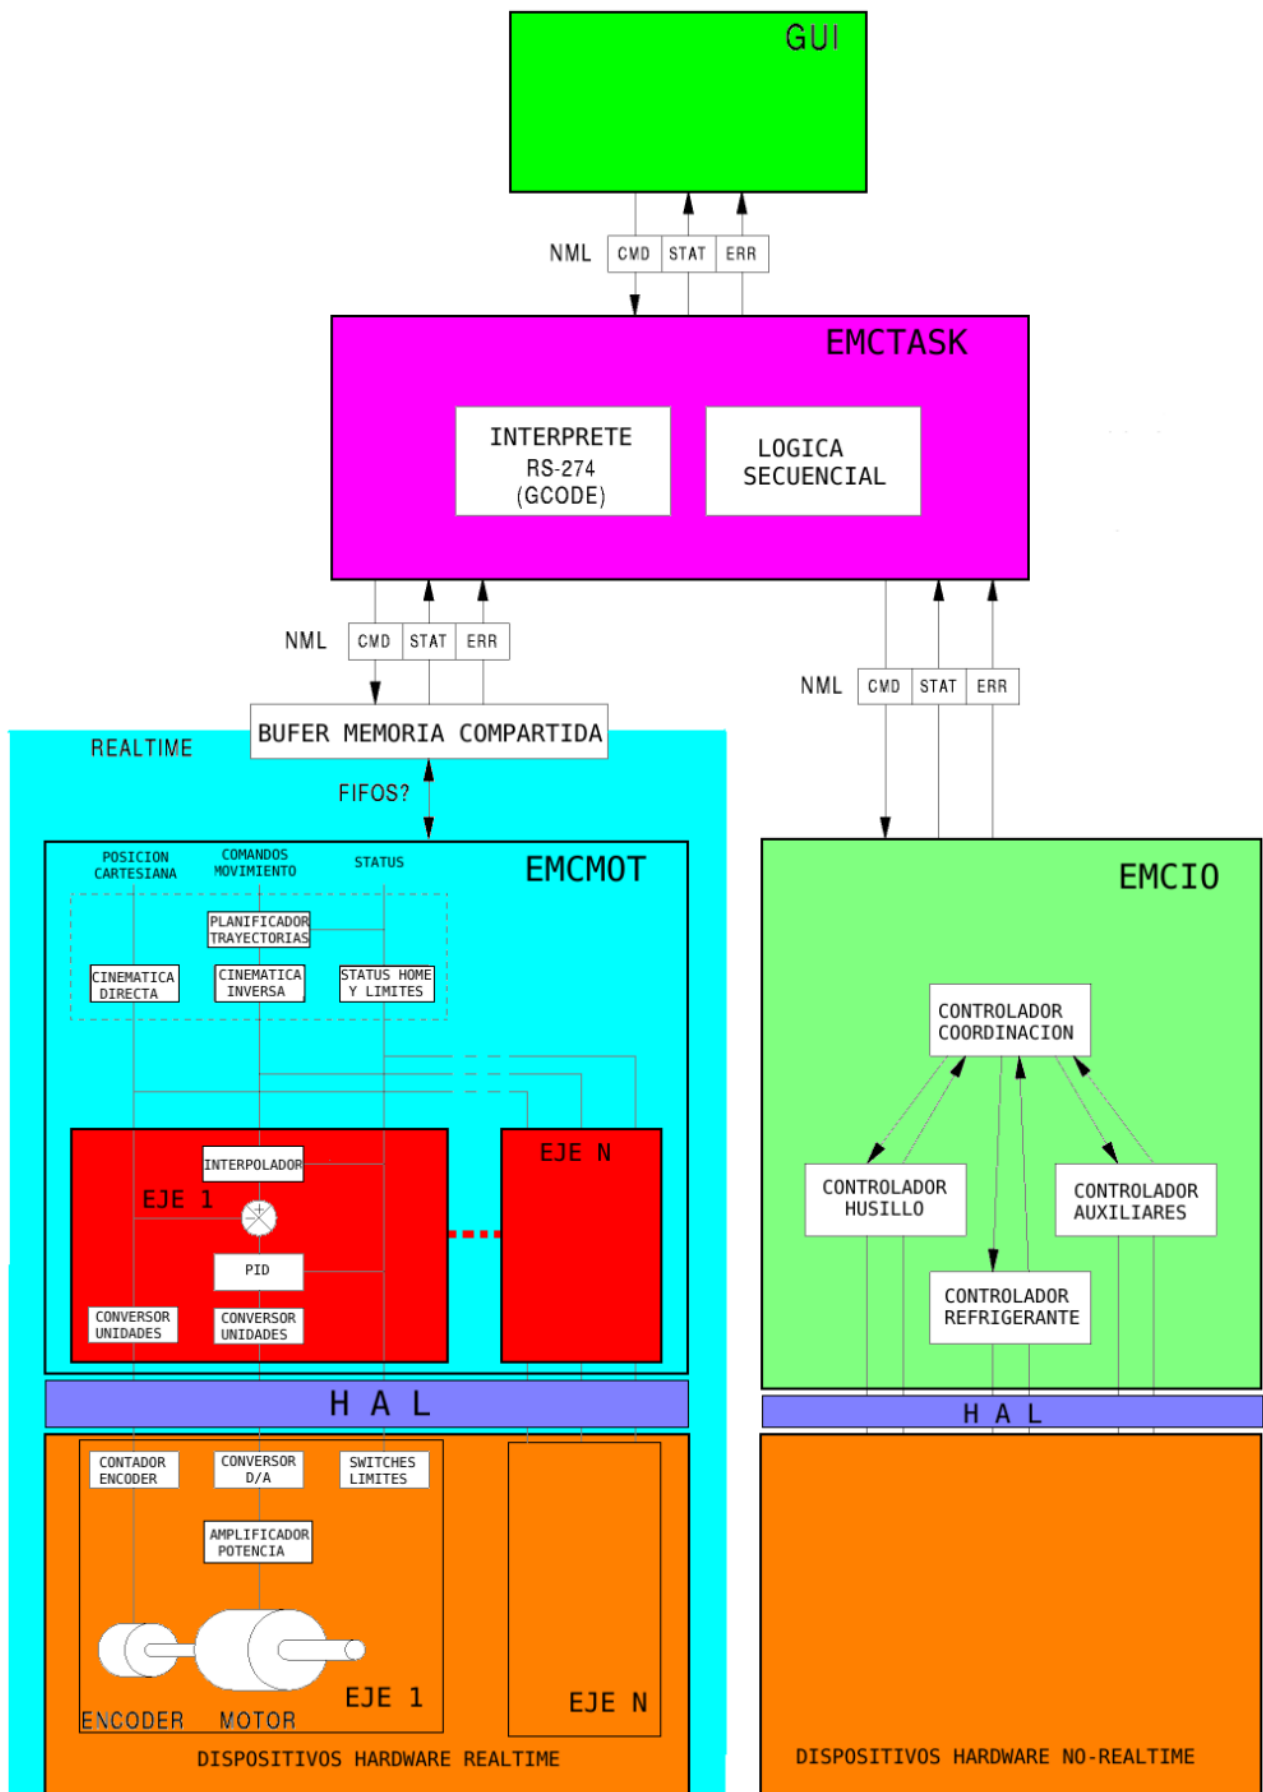 GUI
NML
CMD
STAT
ERR
EMCTASK
INTERPRETE
RS-274
(GCODE)
LOGICA
SECUENCIAL
NML
CMD
STAT
ERR
NML
CMD
STAT
ERR
BUFER MEMORIA COMPARTIDA
REALTIME
FIFOS?
POSICION
CARTESIANA
COMANDOS
MOVIMIENTO
STATUS
EMCMOT
PLANIFICADOR
TRAYECTORIAS
CINEMATICA
DIRECTA
CINEMATICA
INVERSA
STATUS HOME
Y LIMITES
INTERPOLADOR
EJE 1
+
-
PID
CONVERSOR
UNIDADES
CONVERSOR
UNIDADES
EJE N
H A L
CONTADOR
ENCODER
CONVERSOR
D/A
SWITCHES
LIMITES
AMPLIFICADOR
POTENCIA
EJE 1
ENCODER
MOTOR
EJE N
DISPOSITIVOS HARDWARE REALTIME
EMCIO
CONTROLADOR
COORDINACION
CONTROLADOR
HUSILLO
CONTROLADOR
AUXILIARES
CONTROLADOR
REFRIGERANTE
H A L
DISPOSITIVOS HARDWARE NO-REALTIME